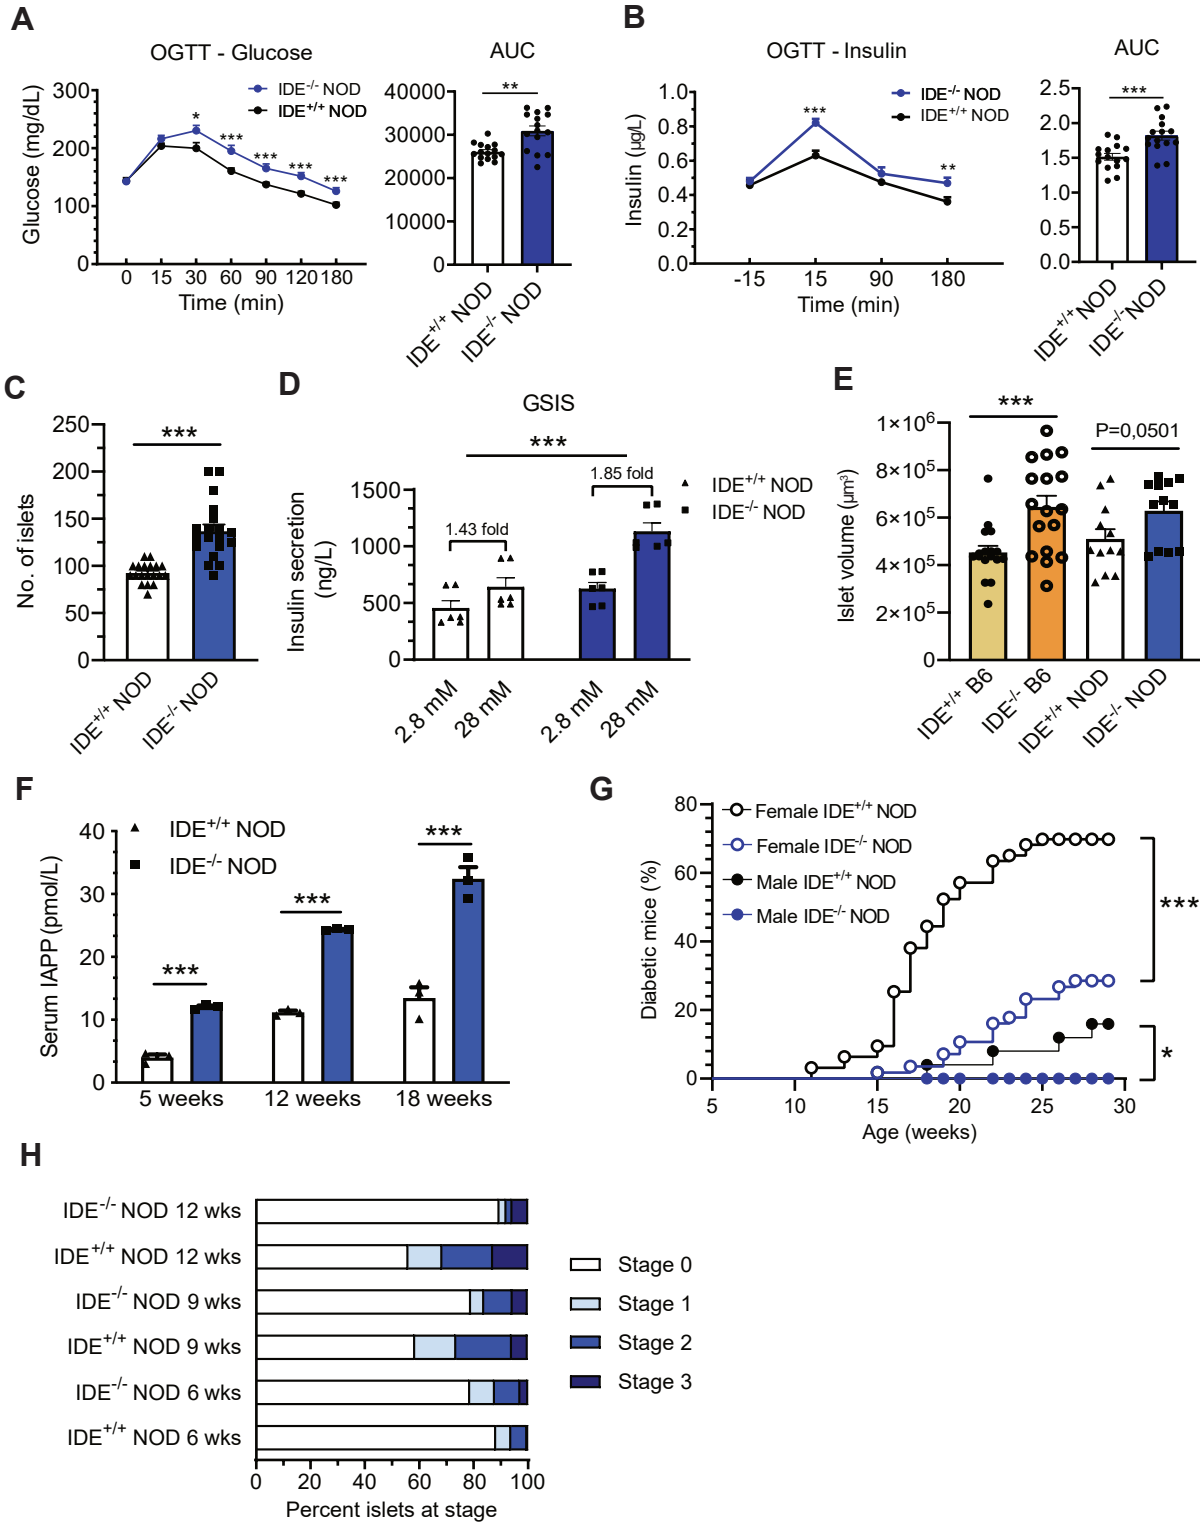 A
OGTT - Glucose
AUC
Glucose (mg/dL)
300
200
100
0
IDE-/- NOD
IDE+/+ NOD
*
***
***
***
***
0 15 30 60 90 120 180
Time (min)
40000
30000
20000
10000
0
**
IDE+/+ NOD
IDE-/- NOD
B
OGTT - Insulin
AUC
Insulin (µg/L)
1.0
0.8
0.6
0.4
0.2
0.0
IDE-/- NOD
IDE+/+ NOD
***
**
-15 15 90 180
Time (min)
2.5
2.0
1.5
1.0
0.5
0.0
***
IDE+/+ NOD
IDE-/- NOD
C
No. of islets
250
200
150
100
50
0
***
IDE+/+ NOD
IDE-/- NOD
D
GSIS
***
Insulin secretion
(ng/L)
1500
1000
500
0
1.43 fold
1.85 fold
IDE+/+ NOD
IDE-/- NOD
2.8 mM
28 mM
2.8 mM
28 mM
E
Islet volume (µm³)
1×10⁶
8×10⁵
6×10⁵
4×10⁵
2×10⁵
0
***
P=0,0501
IDE+/+ B6
IDE-/- B6
IDE+/+ NOD
IDE-/- NOD
F
Serum IAPP (pmol/L)
40
30
20
10
0
IDE+/+ NOD
IDE-/- NOD
***
***
***
5 weeks 12 weeks 18 weeks
G
Diabetic mice (%)
80
60
40
20
0
Female IDE+/+ NOD
Female IDE-/- NOD
Male IDE+/+ NOD
Male IDE-/- NOD
***
*
5 10 15 20 25 30
Age (weeks)
H
IDE-/- NOD 12 wks
IDE+/+ NOD 12 wks
IDE-/- NOD 9 wks
IDE+/+ NOD 9 wks
IDE-/- NOD 6 wks
IDE+/+ NOD 6 wks
0 20 40 60 80 100
Percent islets at stage
Stage 0
Stage 1
Stage 2
Stage 3